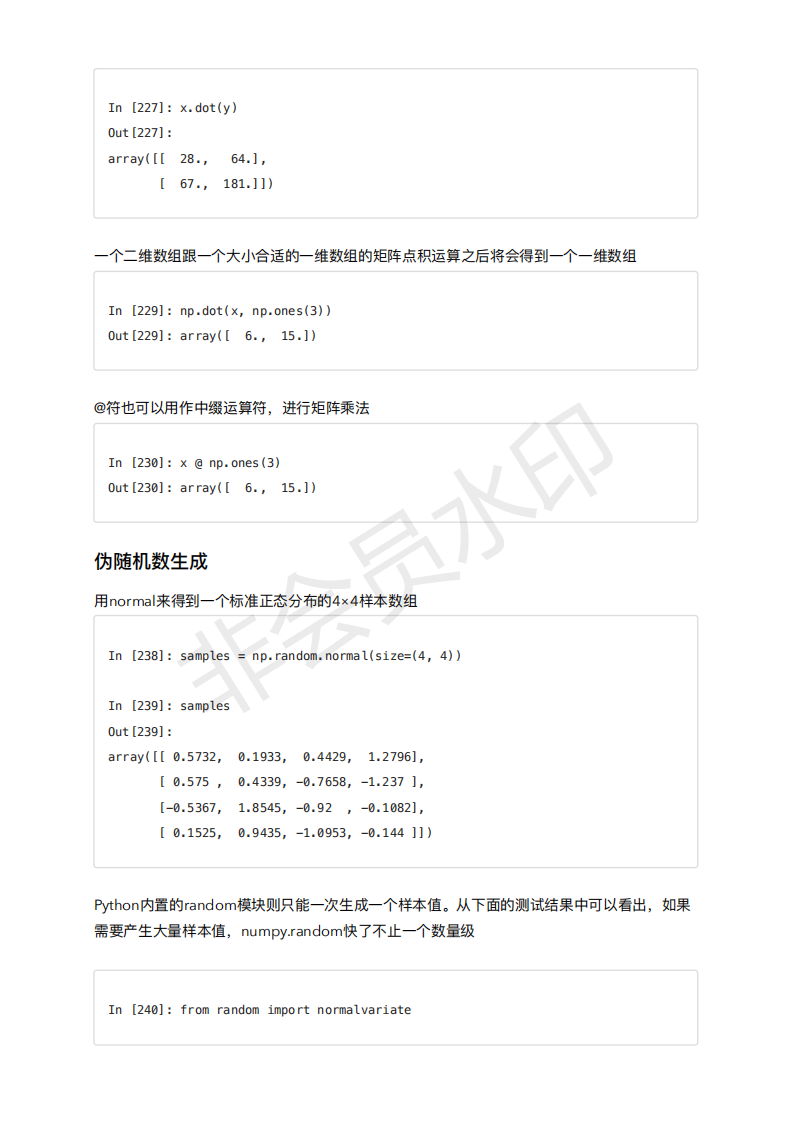 In [227]: x.dot(y)
Out[227]:
array([[  28.,   64.],
       [  67.,  181.]])
一个二维数组跟一个大小合适的一维数组的矩阵点积运算之后将会得到一个一维数组
In [229]: np.dot(x, np.ones(3))
Out[229]: array([  6.,  15.])
@符也可以用作中缀运算符，进行矩阵乘法
In [230]: x @ np.ones(3)
Out[230]: array([  6.,  15.])
伪随机数生成
用normal来得到一个标准正态分布的4×4样本数组
In [238]: samples = np.random.normal(size=(4, 4))
In [239]: samples
Out[239]:
array([[ 0.5732,  0.1933,  0.4429,  1.2796],
       [ 0.575 ,  0.4339, -0.7658, -1.237 ],
       [-0.5367,  1.8545, -0.92  , -0.1082],
       [ 0.1525,  0.9435, -1.0953, -0.144 ]])
Python内置的random模块则只能一次生成一个样本值。从下面的测试结果中可以看出，如果
需要产生大量样本值，numpy.random快了不止一个数量级
In [240]: from random import normalvariate
非会员水印